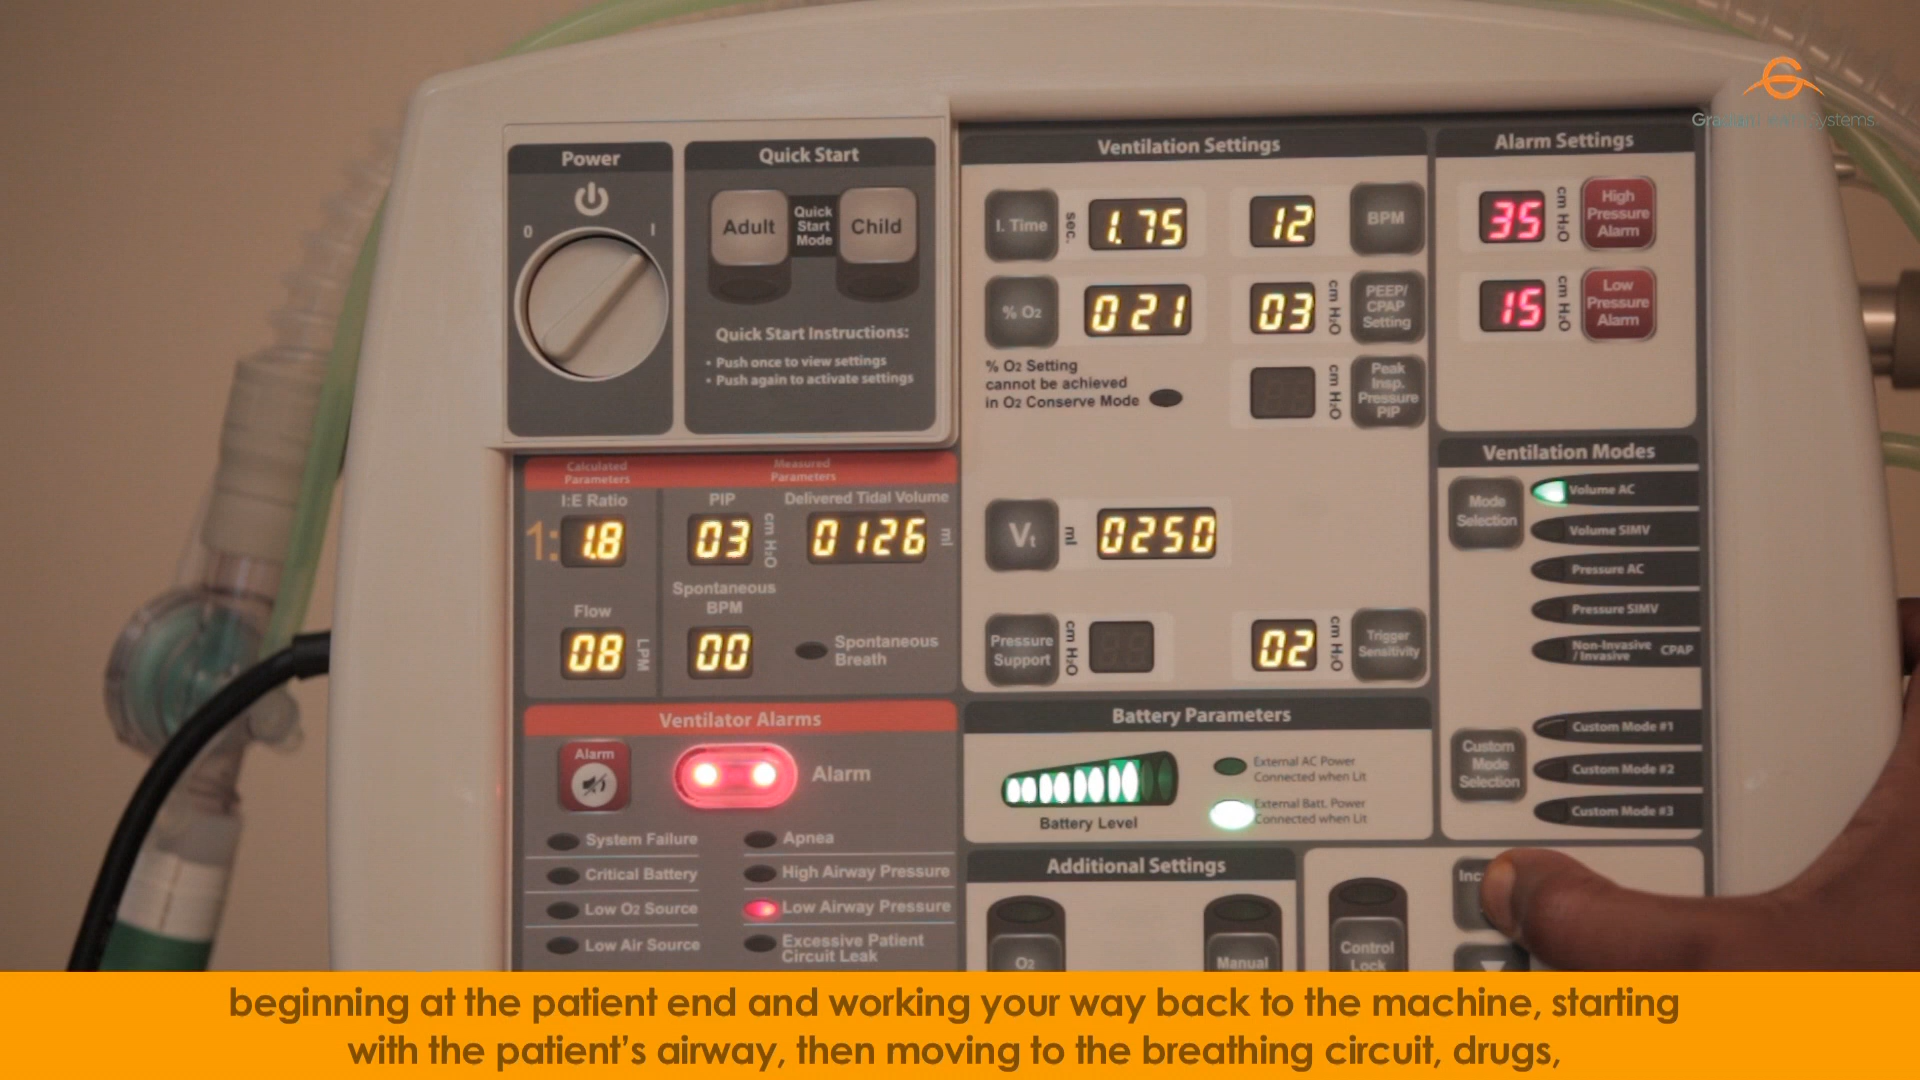 Power
0
I
Quick Start
Adult
Quick
Start
Mode
Child
Quick Start Instructions:
• Push once to view settings
• Push again to activate settings
Ventilation Settings
I. Time
sec.
1.75
12
BPM
% O2
021
03
cm H2O
PEEP/
CPAP
Setting
% O2 Setting
cannot be achieved
in O2 Conserve Mode
cm H2O
Peak
Insp.
Pressure
PIP
Vt
ml
0250
Pressure
Support
cm H2O
02
cm H2O
Trigger
Sensitivity
Alarm Settings
35
cm H2O
High
Pressure
Alarm
15
cm H2O
Low
Pressure
Alarm
Ventilation Modes
Mode
Selection
Volume AC
Volume SIMV
Pressure AC
Pressure SIMV
Non-Invasive
/ Invasive CPAP
Custom
Mode
Selection
Custom Mode #1
Custom Mode #2
Custom Mode #3
Calculated
Parameters
Measured
Parameters
I:E Ratio
PIP
Delivered Tidal Volume
1: 1.8
03
cm H2O
0126
ml
Flow
Spontaneous
BPM
08
LPM
00
Spontaneous
Breath
Ventilator Alarms
Alarm
Alarm
System Failure
Apnea
Critical Battery
High Airway Pressure
Low O2 Source
Low Airway Pressure
Low Air Source
Excessive Patient
Circuit Leak
Battery Parameters
Battery Level
External AC Power
Connected when Lit
External Batt. Power
Connected when Lit
Additional Settings
O2
Manual
Control
Lock
beginning at the patient end and working your way back to the machine, starting
with the patient's airway, then moving to the breathing circuit, drugs,